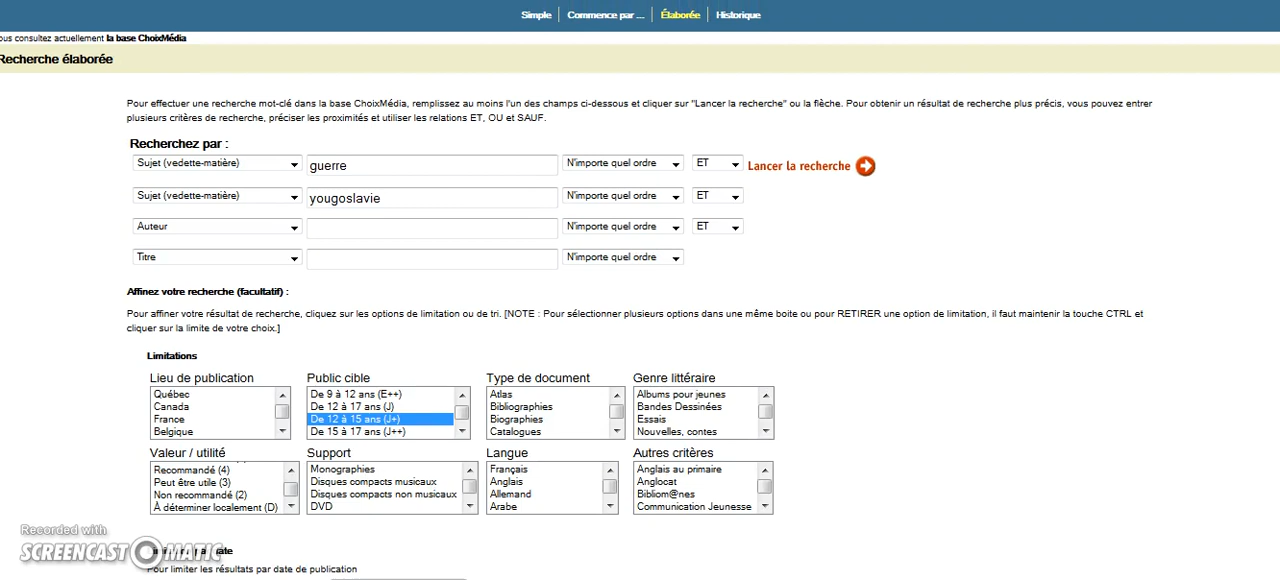 Simple Commence par ... Élaborée Historique
ous consultez actuellement la base ChoixMédia
Recherche élaborée
Pour effectuer une recherche mot-clé dans la base ChoixMédia, remplissez au moins l'un des champs ci-dessous et cliquer sur "Lancer la recherche" ou la flèche. Pour obtenir un résultat de recherche plus précis, vous pouvez entrer
plusieurs critères de recherche, préciser les proximités et utiliser les relations ET, OU et SAUF.
Recherchez par :
Sujet (vedette-matière) guerre N'importe quel ordre ET Lancer la recherche
Sujet (vedette-matière) yougoslavie N'importe quel ordre ET
Auteur N'importe quel ordre ET
Titre N'importe quel ordre
Affinez votre recherche (facultatif) :
Pour affiner votre résultat de recherche, cliquez sur les options de limitation ou de tri. [NOTE : Pour sélectionner plusieurs options dans une même boite ou pour RETIRER une option de limitation, il faut maintenir la touche CTRL et
cliquer sur la limite de votre choix.]
Limitations
Lieu de publication Public cible Type de document Genre littéraire
Québec De 9 à 12 ans (E++) Atlas Albums pour jeunes
Canada De 12 à 17 ans (J) Bibliographies Bandes Dessinées
France De 12 à 15 ans (J+) Biographies Essais
Belgique De 15 à 17 ans (J++) Catalogues Nouvelles, contes
Valeur / utilité Support Langue Autres critères
Recommandé (4) Monographies Français Anglais au primaire
Peut être utile (3) Disques compacts musicaux Anglais Anglocat
Non recommandé (2) Disques compacts non musicaux Allemand Bibliom@nes
À déterminer localement (D) DVD Arabe Communication Jeunesse
Recorded with
SCREENCAST-O-MATIC
Pour limiter les résultats par date de publication